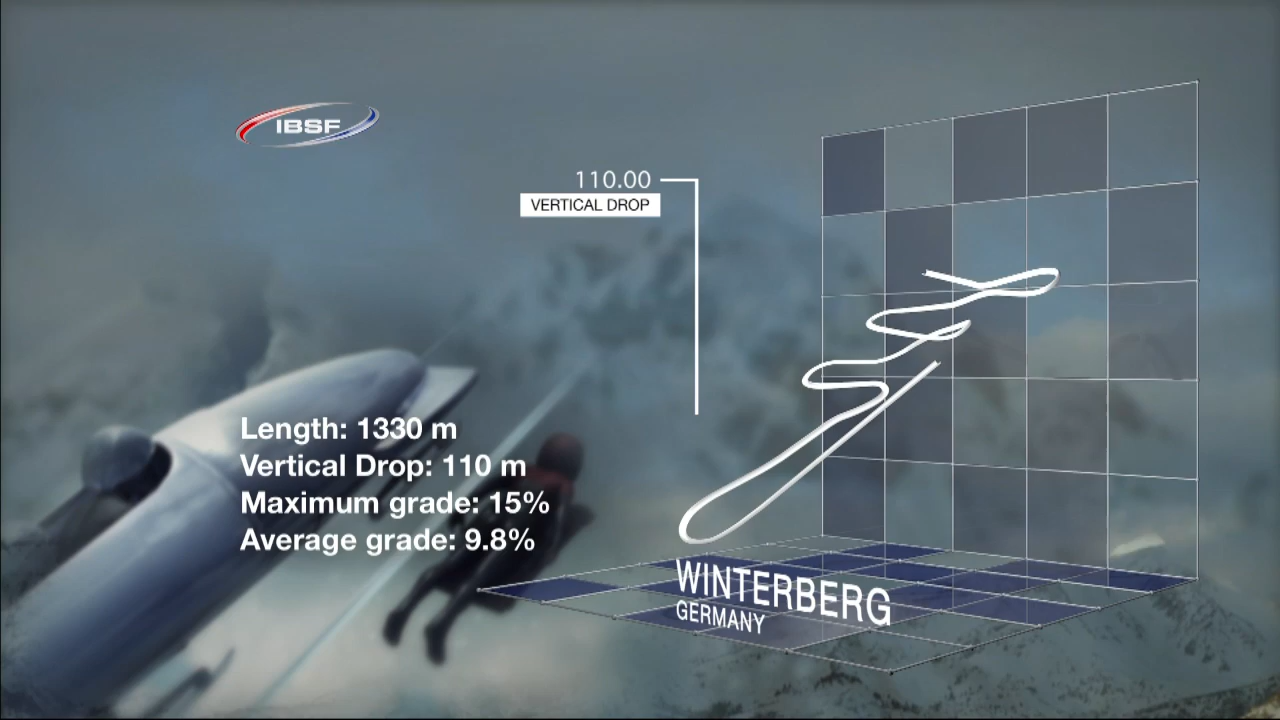 IBSF
110.00
VERTICAL DROP
Length: 1330 m
Vertical Drop: 110 m
Maximum grade: 15%
Average grade: 9.8%
WINTERBERG
GERMANY